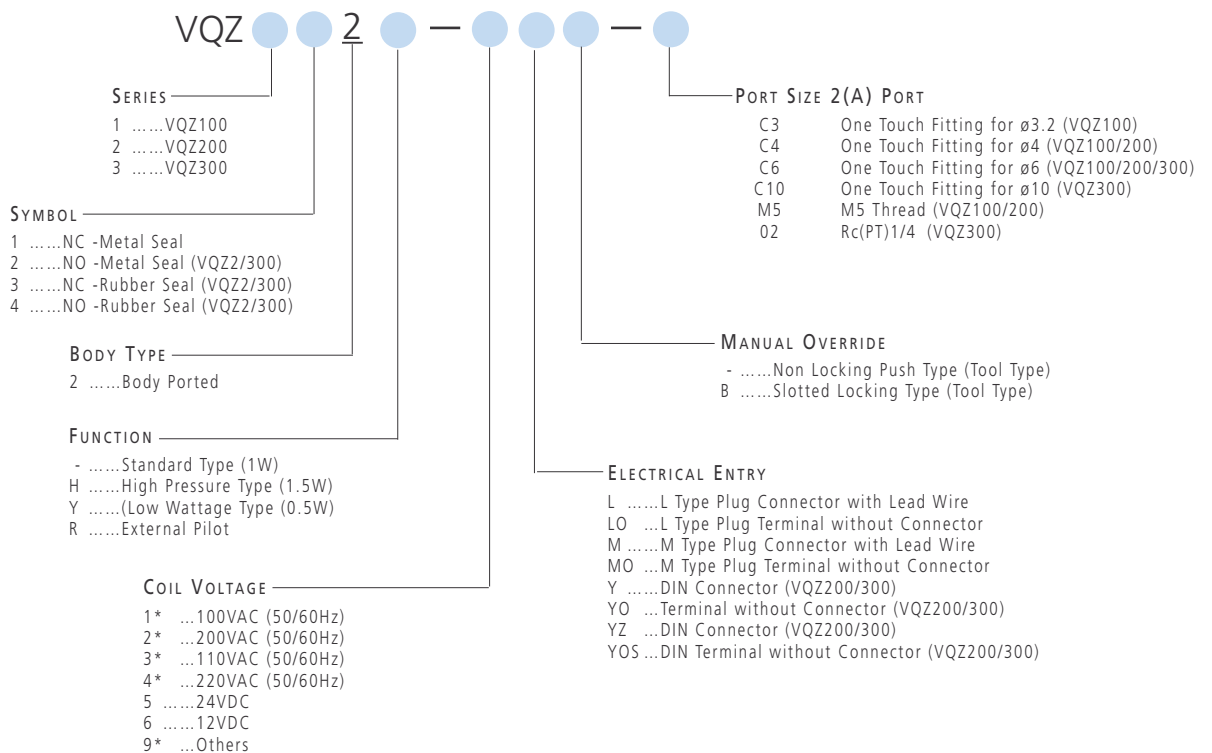 VQZ 2 — —
SERIES
1 ……VQZ100
2 ……VQZ200
3 ……VQZ300
SYMBOL
1 ……NC -Metal Seal
2 ……NO -Metal Seal (VQZ2/300)
3 ……NC -Rubber Seal (VQZ2/300)
4 ……NO -Rubber Seal (VQZ2/300)
BODY TYPE
2 ……Body Ported
FUNCTION
- ……Standard Type (1W)
H ……High Pressure Type (1.5W)
Y ……(Low Wattage Type (0.5W)
R ……External Pilot
COIL VOLTAGE
1* …100VAC (50/60Hz)
2* …200VAC (50/60Hz)
3* …110VAC (50/60Hz)
4* …220VAC (50/60Hz)
5 ……24VDC
6 ……12VDC
9* …Others
PORT SIZE 2(A) PORT
C3 One Touch Fitting for ø3.2 (VQZ100)
C4 One Touch Fitting for ø4 (VQZ100/200)
C6 One Touch Fitting for ø6 (VQZ100/200/300)
C10 One Touch Fitting for ø10 (VQZ300)
M5 M5 Thread (VQZ100/200)
02 Rc(PT)1/4 (VQZ300)
MANUAL OVERRIDE
- ……Non Locking Push Type (Tool Type)
B ……Slotted Locking Type (Tool Type)
ELECTRICAL ENTRY
L ……L Type Plug Connector with Lead Wire
LO …L Type Plug Terminal without Connector
M ……M Type Plug Connector with Lead Wire
MO …M Type Plug Terminal without Connector
Y ……DIN Connector (VQZ200/300)
YO …Terminal without Connector (VQZ200/300)
YZ …DIN Connector (VQZ200/300)
YOS …DIN Terminal without Connector (VQZ200/300)